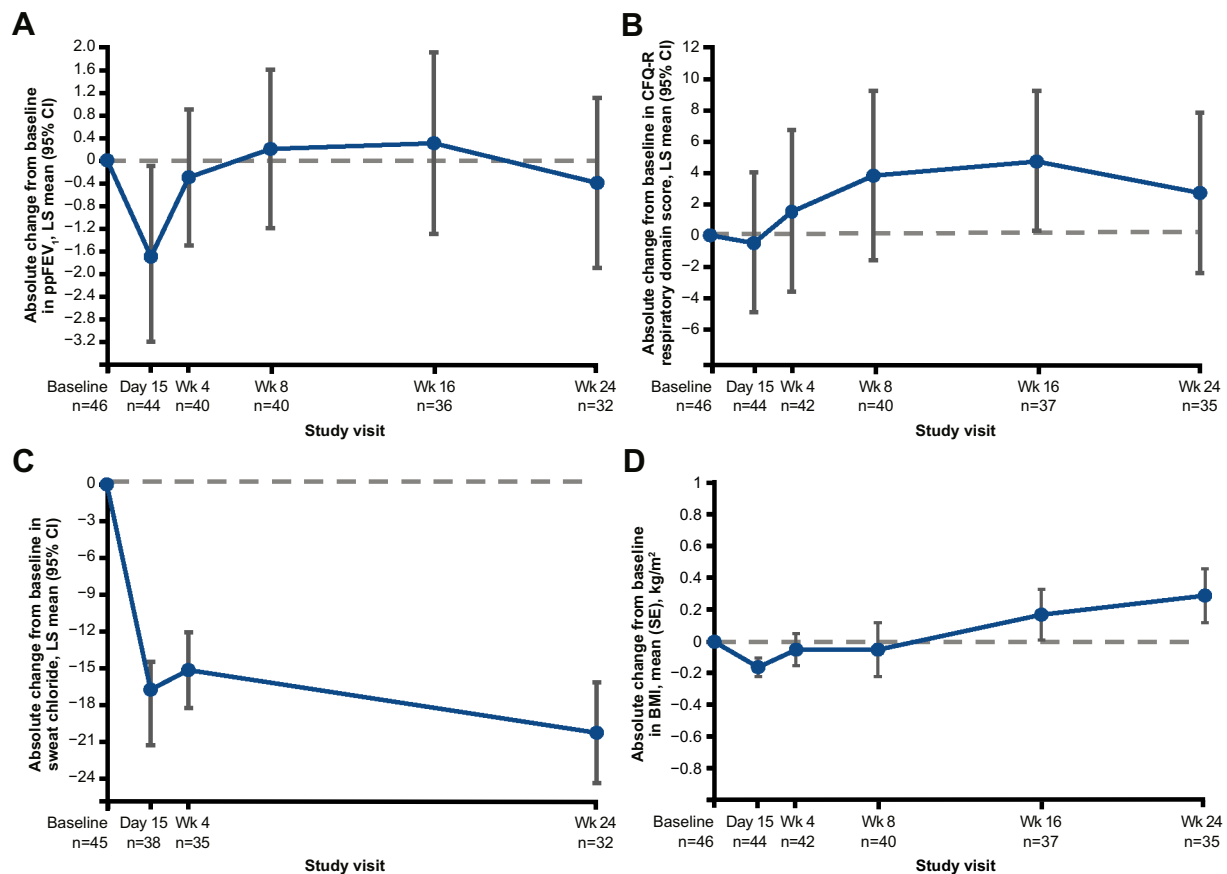 A
Absolute change from baseline
in ppFEV1, LS mean (95% CI)
2.0
1.6
1.2
0.8
0.4
0
−0.4
−0.8
−1.2
−1.6
−2.0
−2.4
−2.8
−3.2
Baseline Day 15 Wk 4 Wk 8 Wk 16 Wk 24
n=46 n=44 n=40 n=40 n=36 n=32
Study visit
B
Absolute change from baseline in CFQ-R
respiratory domain score, LS mean (95% CI)
12
10
8
6
4
2
0
−2
−4
−6
Baseline Day 15 Wk 4 Wk 8 Wk 16 Wk 24
n=46 n=44 n=42 n=40 n=37 n=35
Study visit
C
Absolute change from baseline in
sweat chloride, LS mean (95% CI)
0
−3
−6
−9
−12
−15
−18
−21
−24
Baseline Day 15 Wk 4 Wk 24
n=45 n=38 n=35 n=32
Study visit
D
Absolute change from baseline
in BMI, mean (SE), kg/m²
1
0.8
0.6
0.4
0.2
0
−0.2
−0.4
−0.6
−0.8
Baseline Day 15 Wk 4 Wk 8 Wk 16 Wk 24
n=46 n=44 n=42 n=40 n=37 n=35
Study visit